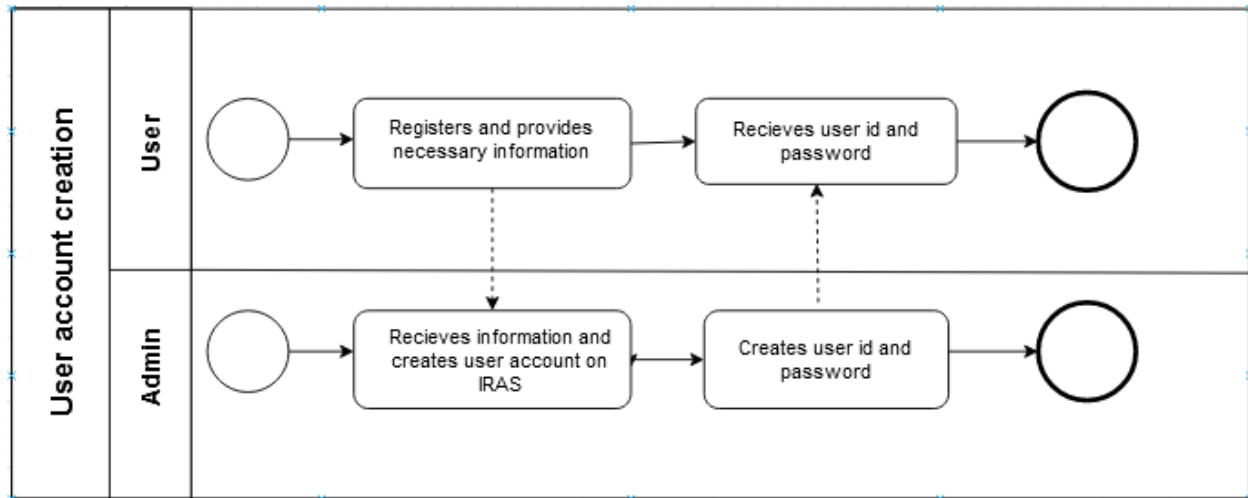 User account creation
User
Registers and provides
necessary information
Recieves user id and
password
Admin
Recieves information and
creates user account on
IRAS
Creates user id and
password